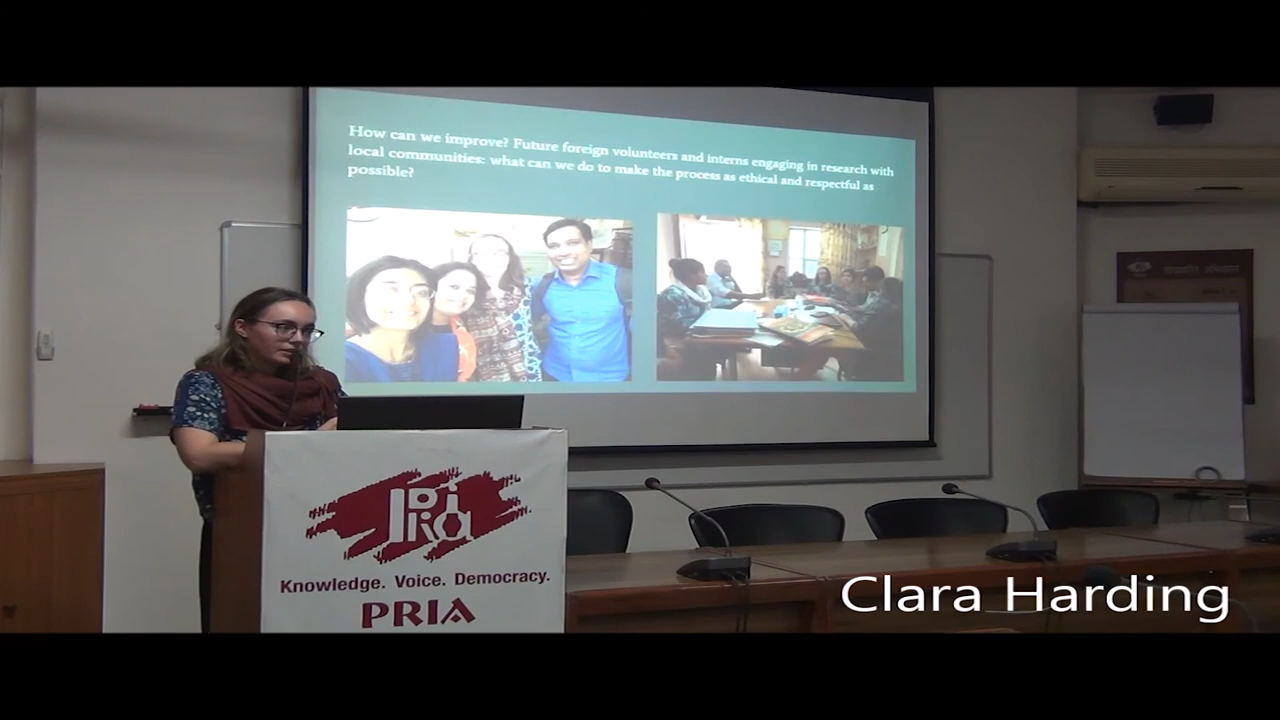 How can we improve? Future foreign volunteers and interns engaging in research with
local communities: what can we do to make the process as ethical and respectful as
possible?
PRIA
Knowledge. Voice. Democracy.
PRIA
Clara Harding